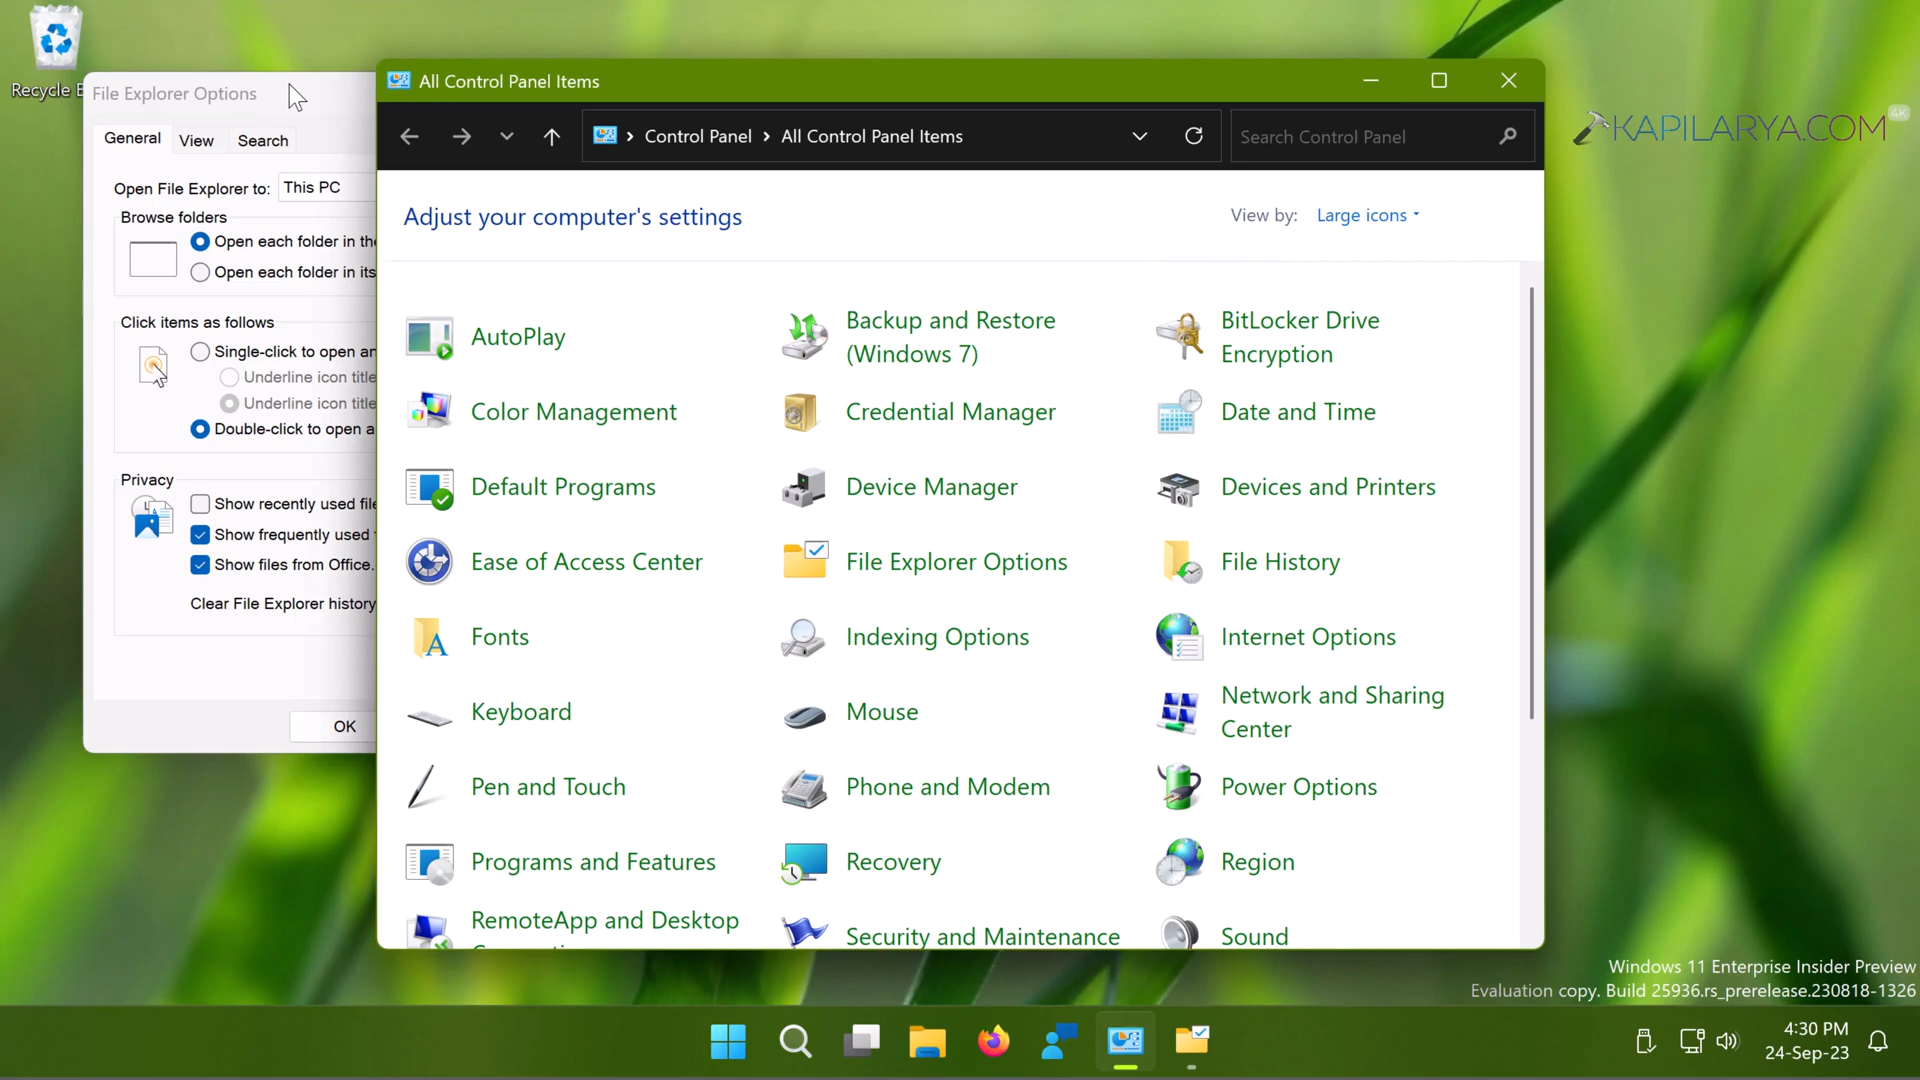 Recycle B
File Explorer Options
General
View
Search
Open File Explorer to:
This PC
Browse folders
Open each folder in the
Open each folder in its
Click items as follows
Single-click to open an
Underline icon title
Underline icon title
Double-click to open a
Privacy
Show recently used file
Show frequently used
Show files from Office.
Clear File Explorer history
OK
All Control Panel Items
Control Panel
All Control Panel Items
Search Control Panel
Adjust your computer's settings
View by:
Large icons
AutoPlay
Backup and Restore
(Windows 7)
BitLocker Drive
Encryption
Color Management
Credential Manager
Date and Time
Default Programs
Device Manager
Devices and Printers
Ease of Access Center
File Explorer Options
File History
Fonts
Indexing Options
Internet Options
Keyboard
Mouse
Network and Sharing
Center
Pen and Touch
Phone and Modem
Power Options
Programs and Features
Recovery
Region
RemoteApp and Desktop
Security and Maintenance
Sound
KAPILARYA.COM
4K
Windows 11 Enterprise Insider Preview
Evaluation copy. Build 25936.rs_prerelease.230818-1326
4:30 PM
24-Sep-23